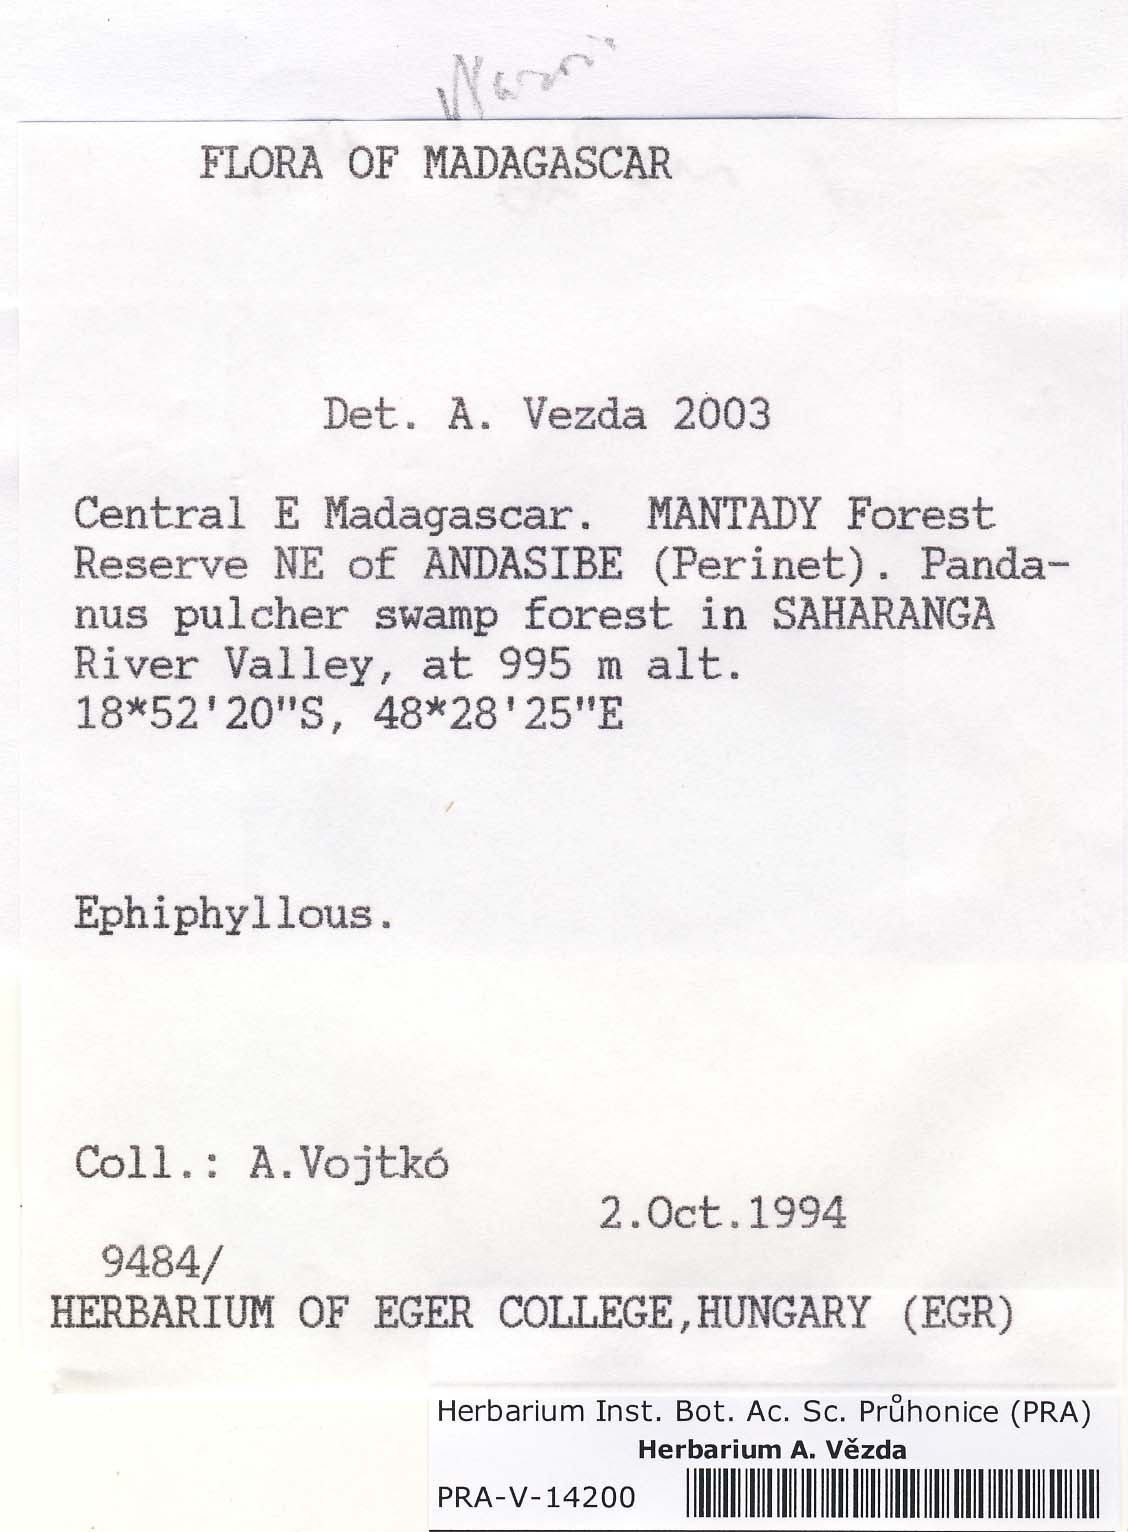 FLORA OF MADAGASCAR
Det. A. Vezda 2003
Central E Madagascar. MANTADY Forest
Reserve NE of ANDASIBE (Perinet). Panda-
nus pulcher swamp forest in SAHARANGA
River Valley, at 995 m alt.
18*52'20"S, 48*28'25"E
Ephiphyllous.
Coll.: A.Vojtkó
2.Oct.1994
9484/
HERBARIUM OF EGER COLLEGE,HUNGARY (EGR)
Herbarium Inst. Bot. Ac. Sc. Průhonice (PRA)
Herbarium A. Vězda
PRA-V-14200